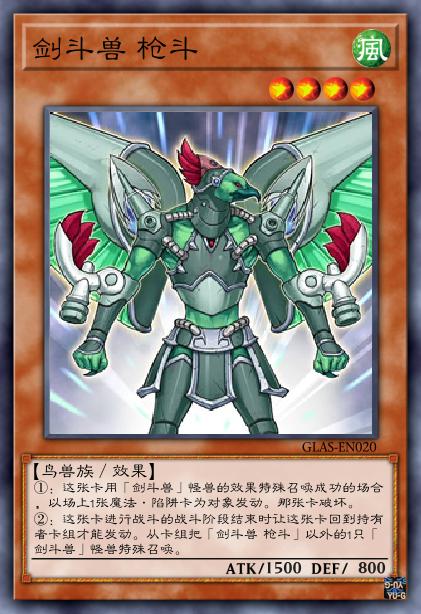 剑斗兽 枪斗
風
GLAS-EN020
【鸟兽族／效果】
①：这张卡用「剑斗兽」怪兽的效果特殊召唤成功的场合
，以场上1张魔法·陷阱卡为对象发动。那张卡破坏。
②：这张卡进行战斗的战斗阶段结束时让这张卡回到持有
者卡组才能发动。从卡组把「剑斗兽 枪斗」以外的1只「
剑斗兽」怪兽特殊召唤。
ATK/1500 DEF/ 800